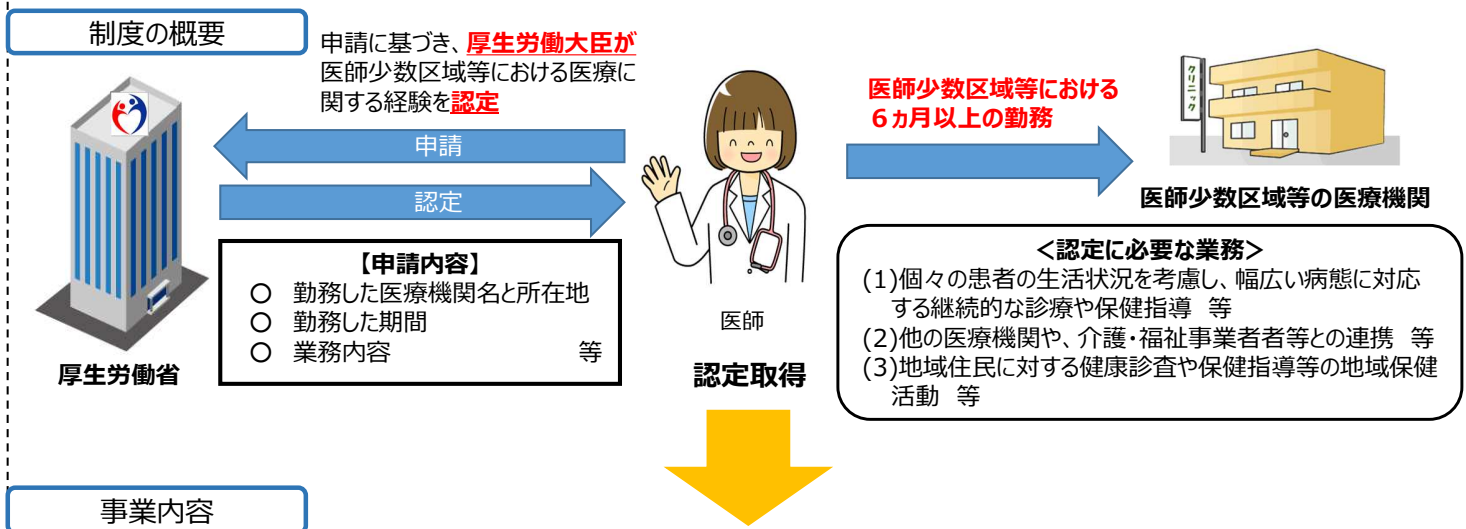 制度の概要
申請に基づき、厚生労働大臣が
医師少数区域等における医療に
関する経験を認定
申請
認定
【申請内容】
〇 勤務した医療機関名と所在地
〇 勤務した期間
〇 業務内容 等
厚生労働省
医師
認定取得
医師少数区域等における
６ヵ月以上の勤務
クリニック
医師少数区域等の医療機関
<認定に必要な業務>
(1)個々の患者の生活状況を考慮し、幅広い病態に対応
する継続的な診療や保健指導 等
(2)他の医療機関や、介護・福祉事業者者等との連携 等
(3)地域住民に対する健康診査や保健指導等の地域保健
活動 等
事業内容